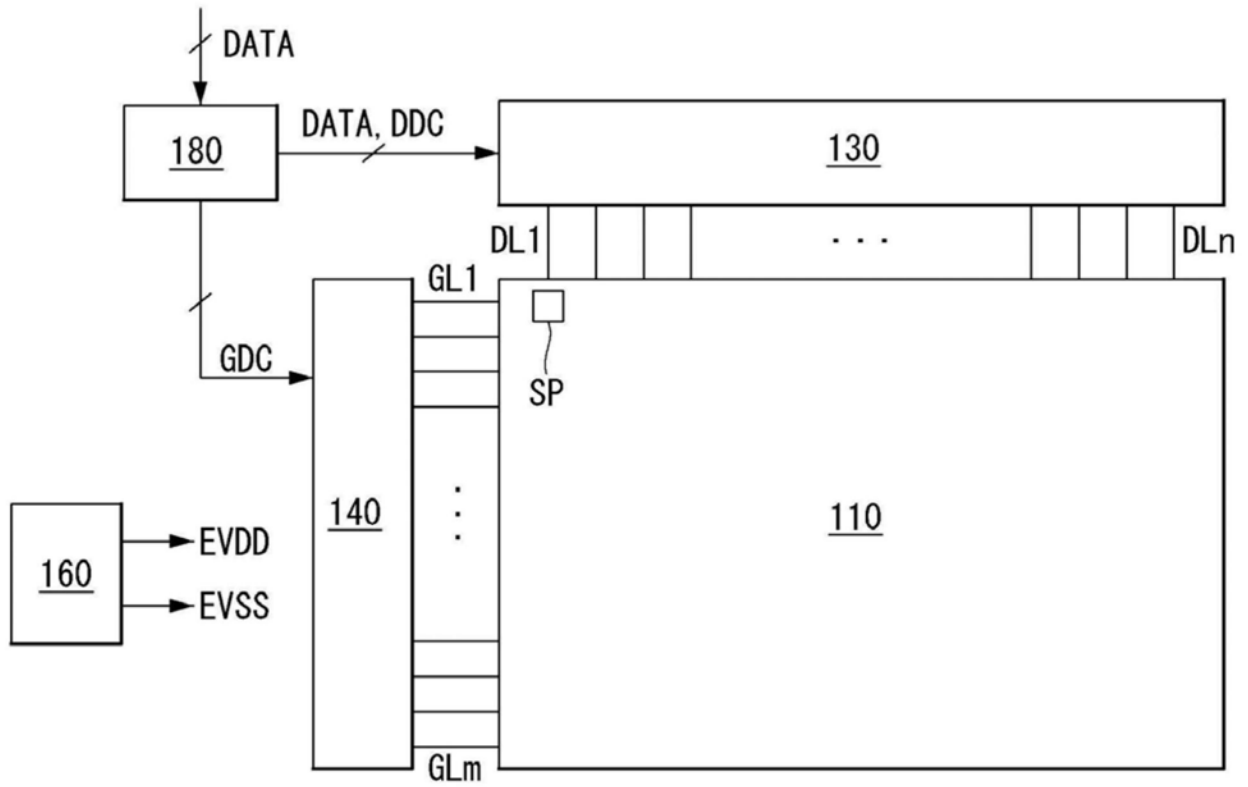 DATA
180
DATA, DDC
130
DL1
. . .
DLn
GL1
GDC
SP
140
110
EVDD
160
EVSS
GLm